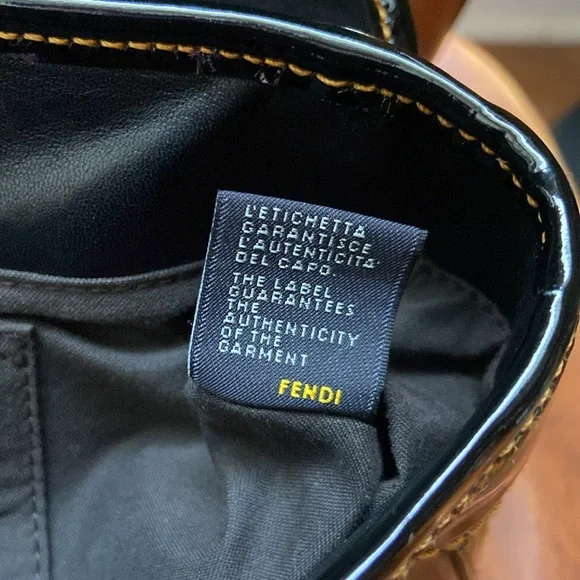 L'ETICHETTA
GARANTISCE
L'AUTENTICITA'
DEL CAPO
THE LABEL
GUARANTEES
THE
AUTHENTICITY
OF THE
GARMENT
FENDI